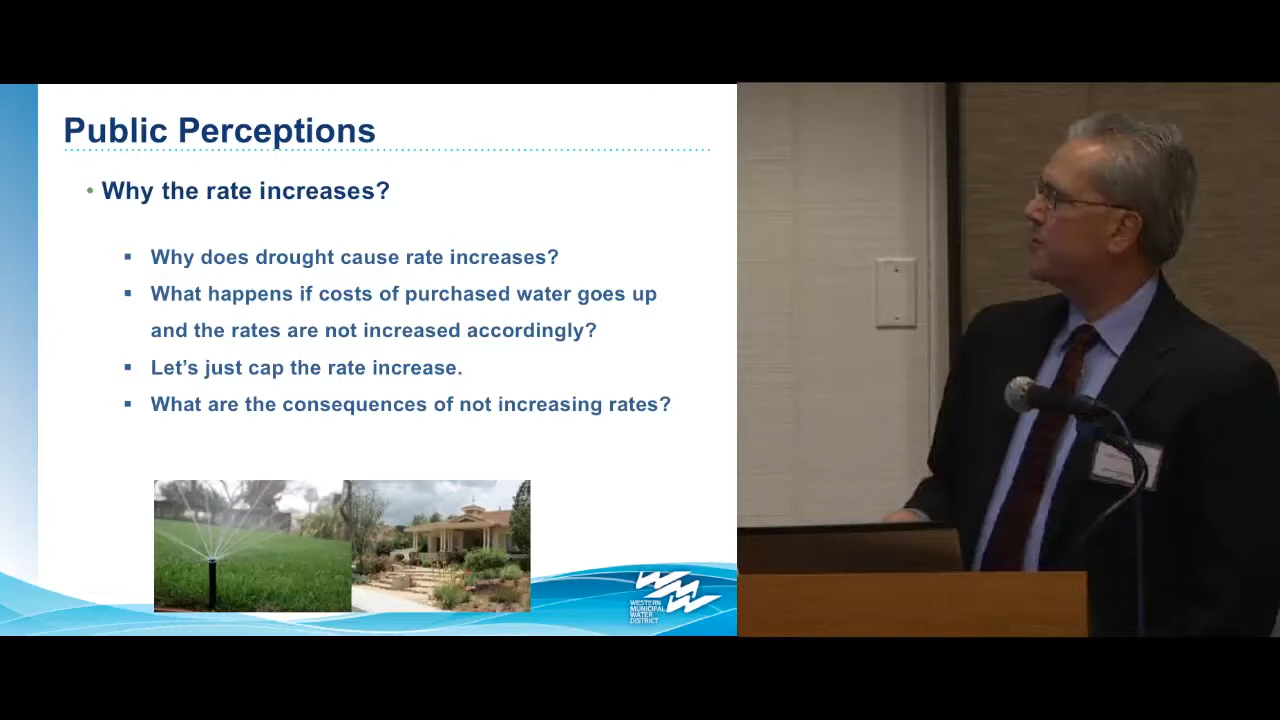 Public Perceptions
• Why the rate increases?
▪ Why does drought cause rate increases?
▪ What happens if costs of purchased water goes up
and the rates are not increased accordingly?
▪ Let’s just cap the rate increase.
▪ What are the consequences of not increasing rates?
WESTERN
MUNICIPAL
WATER
DISTRICT